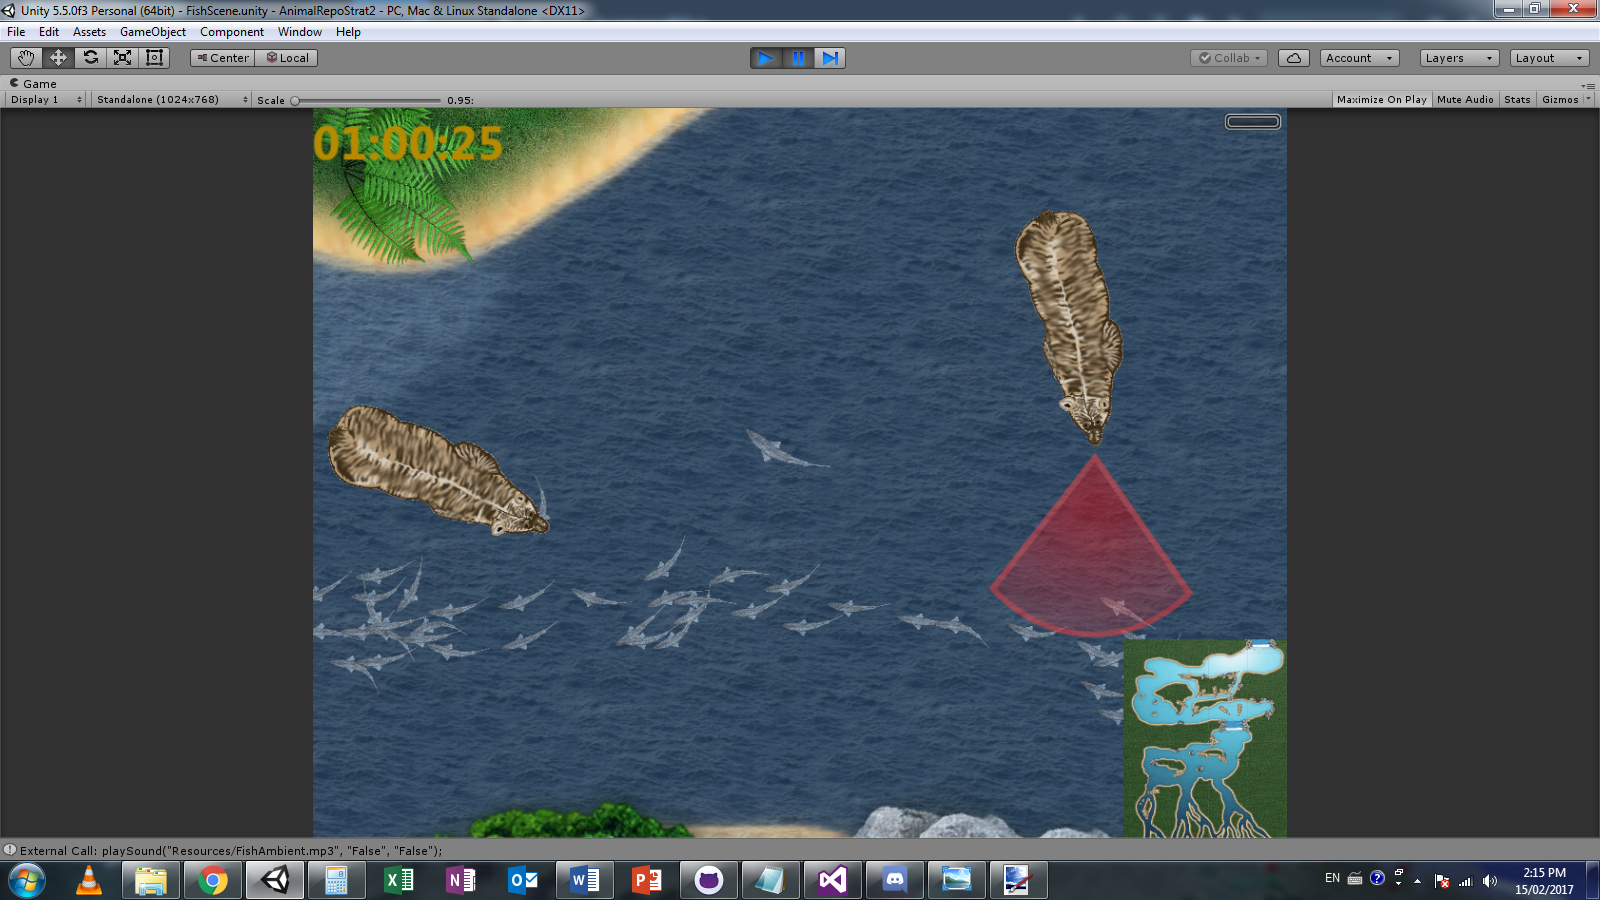 Unity 5.5.0f3 Personal (64bit) - FishScene.unity - AnimalRepoStrat2 - PC, Mac & Linux Standalone <DX11>
File Edit Assets GameObject Component Window Help
Center Local Collab Account Layers Layout
Game
Display 1 Standalone (1024x768) Scale 0.95: Maximize On Play Mute Audio Stats Gizmos
01:00:25
External Call: playSound("Resources/FishAmbient.mp3", "False", "False");
EN 2:15 PM
15/02/2017